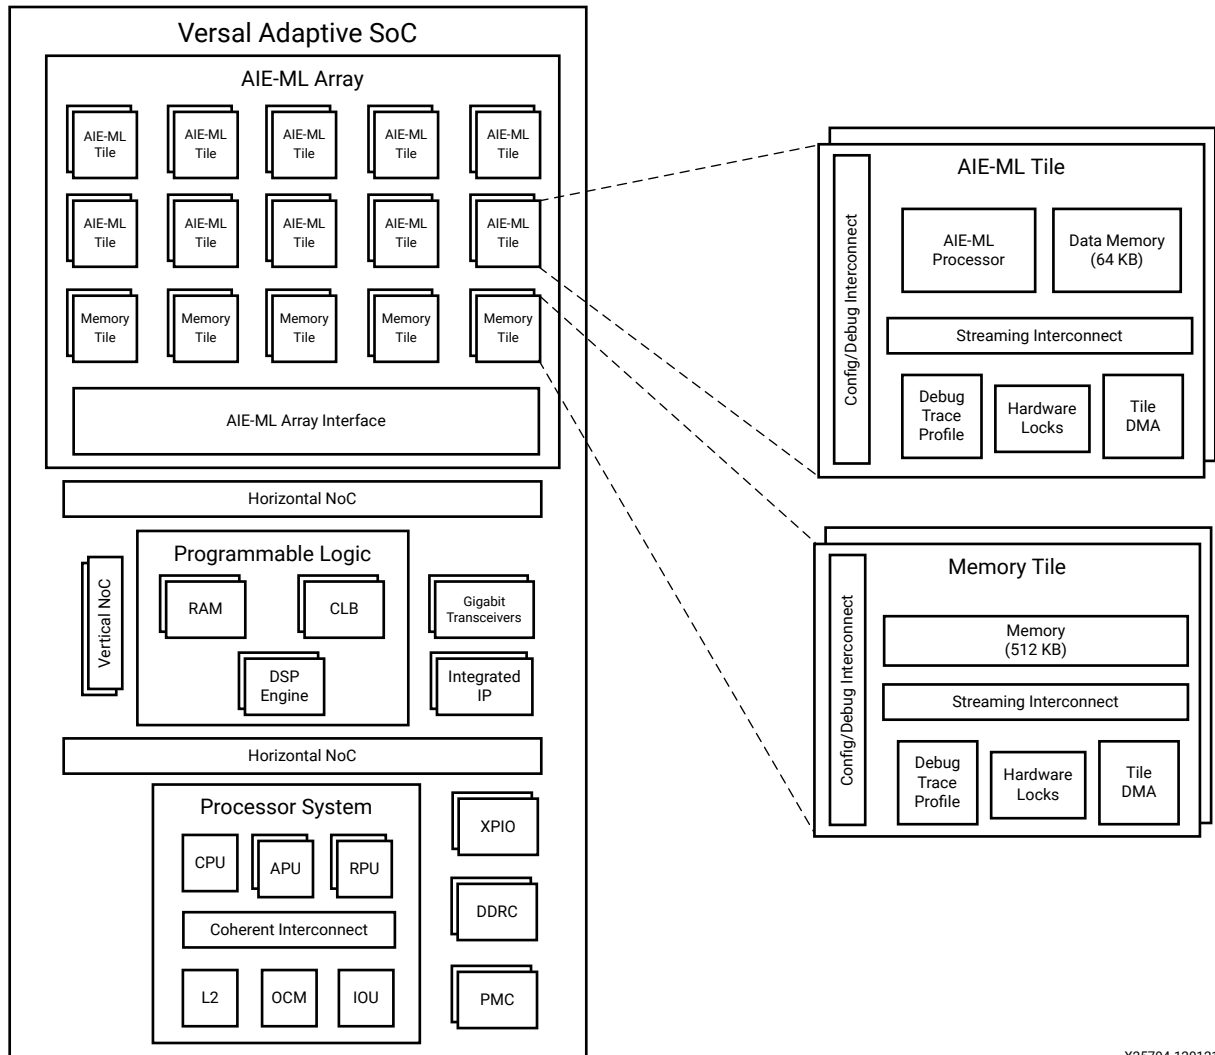 Versal Adaptive SoC
AIE-ML Array
AIE-ML
Tile
AIE-ML
Tile
AIE-ML
Tile
AIE-ML
Tile
AIE-ML
Tile
AIE-ML
Tile
AIE-ML
Tile
AIE-ML
Tile
AIE-ML
Tile
AIE-ML
Tile
Memory
Tile
Memory
Tile
Memory
Tile
Memory
Tile
Memory
Tile
AIE-ML Array Interface
Horizontal NoC
Vertical NoC
Programmable Logic
RAM
CLB
DSP
Engine
Gigabit
Transceivers
Integrated
IP
Horizontal NoC
Processor System
CPU
APU
RPU
Coherent Interconnect
L2
OCM
IOU
XPIO
DDRC
PMC
AIE-ML Tile
Config/Debug Interconnect
AIE-ML
Processor
Data Memory
(64 KB)
Streaming Interconnect
Debug
Trace
Profile
Hardware
Locks
Tile
DMA
Memory Tile
Config/Debug Interconnect
Memory
(512 KB)
Streaming Interconnect
Debug
Trace
Profile
Hardware
Locks
Tile
DMA